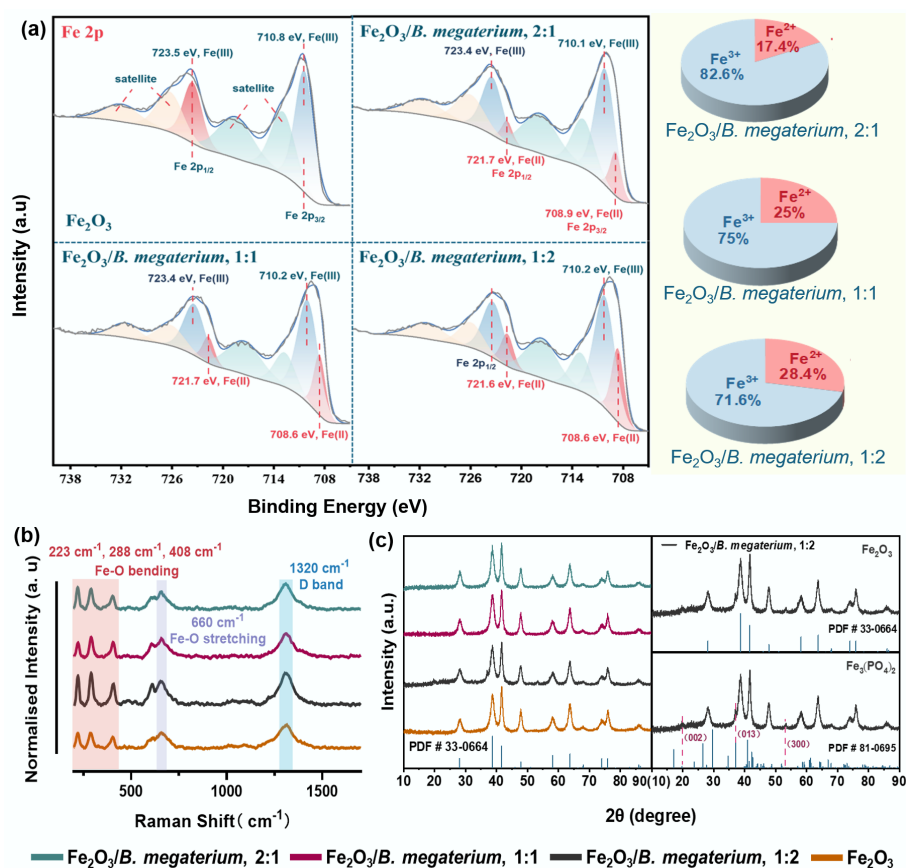 (a)
Fe 2p
723.5 eV, Fe(III)
710.8 eV, Fe(III)
satellite
satellite
Fe 2p1/2
Fe 2p3/2
Fe2O3
Fe2O3/B. megaterium, 2:1
723.4 eV, Fe(III)
710.1 eV, Fe(III)
721.7 eV, Fe(II)
Fe 2p1/2
708.9 eV, Fe(II)
Fe 2p3/2
Fe2O3/B. megaterium, 1:1
723.4 eV, Fe(III)
710.2 eV, Fe(III)
721.7 eV, Fe(II)
708.6 eV, Fe(II)
Fe2O3/B. megaterium, 1:2
710.2 eV, Fe(III)
Fe 2p1/2
721.6 eV, Fe(II)
708.6 eV, Fe(II)
Intensity (a.u)
738 732 726 720 714 708 738 732 726 720 714 708
Binding Energy (eV)
Fe2+
17.4%
Fe3+
82.6%
Fe2O3/B. megaterium, 2:1
Fe2+
25%
Fe3+
75%
Fe2O3/B. megaterium, 1:1
Fe2+
28.4%
Fe3+
71.6%
Fe2O3/B. megaterium, 1:2
(b)
223 cm-1, 288 cm-1, 408 cm-1
Fe-O bending
1320 cm-1
D band
660 cm-1
Fe-O stretching
Normalised Intensity (a. u)
500 1000 1500
Raman Shift( cm-1)
(c)
Intensity (a.u.)
PDF # 33-0664
Fe2O3/B. megaterium, 1:2
Fe2O3
PDF # 33-0664
Fe3(PO4)2
(002)
(013)
(300)
PDF # 81-0695
10 20 30 40 50 60 70 80 90(10) 20 30 40 50 60 70 80 90
2θ (degree)
Fe2O3/B. megaterium, 2:1
Fe2O3/B. megaterium, 1:1
Fe2O3/B. megaterium, 1:2
Fe2O3